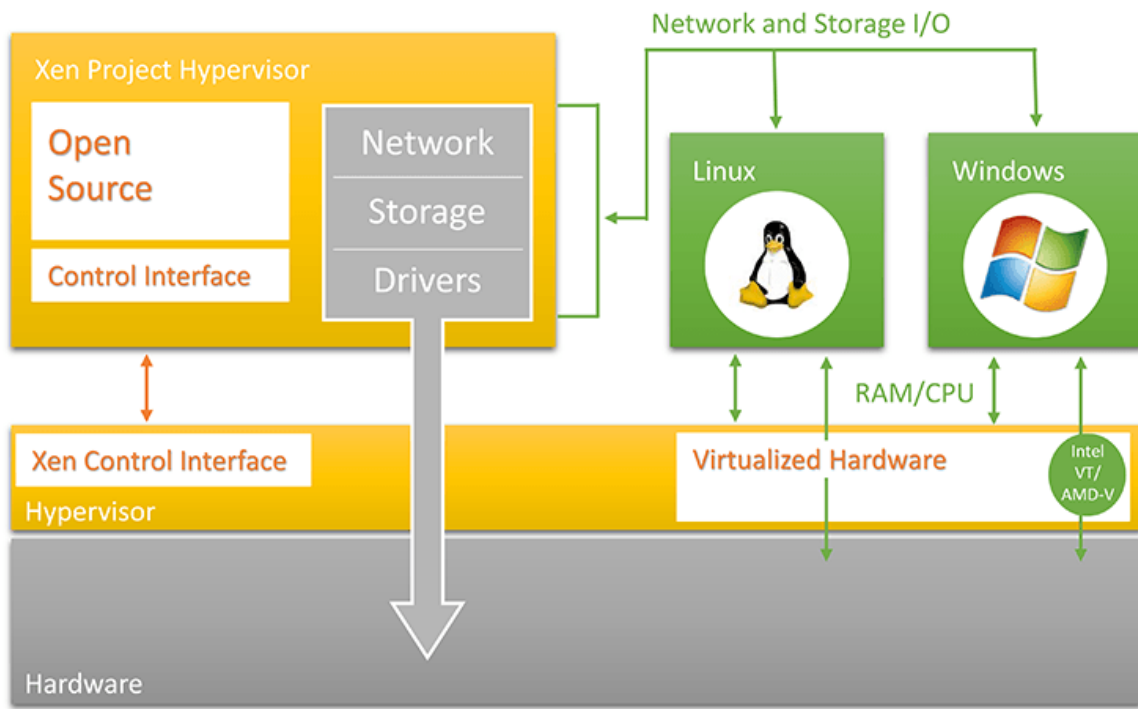 Network and Storage I/O
Xen Project Hypervisor
Open
Source
Control Interface
Network
Storage
Drivers
Linux
Windows
RAM/CPU
Xen Control Interface
Hypervisor
Virtualized Hardware
Intel
VT/
AMD-V
Hardware